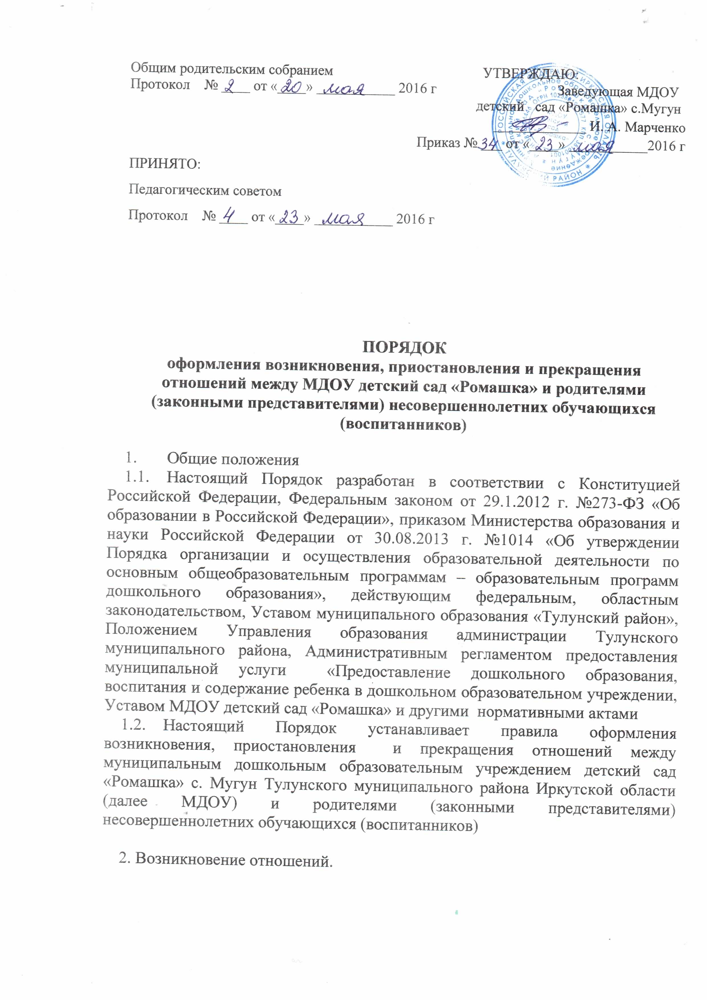 Общим родительским собранием
Протокол № 2 от «20» мая 2016 г
УТВЕРЖДАЮ:
Заведующая МДОУ
детский сад «Ромашка» с.Мугун
И. А. Марченко
Приказ № 34 от «23» мая 2016 г
РОССИЙСКАЯ ФЕДЕРАЦИЯ ИРКУТСКАЯ ОБЛАСТЬ
РАЙОН
ПРИНЯТО:
Педагогическим советом
Протокол № 4 от «23» мая 2016 г
ПОРЯДОК
оформления возникновения, приостановления и прекращения
отношений между МДОУ детский сад «Ромашка» и родителями
(законными представителями) несовершеннолетних обучающихся
(воспитанников)
1. Общие положения
1.1. Настоящий Порядок разработан в соответствии с Конституцией
Российской Федерации, Федеральным законом от 29.1.2012 г. №273-ФЗ «Об
образовании в Российской Федерации», приказом Министерства образования и
науки Российской Федерации от 30.08.2013 г. №1014 «Об утверждении
Порядка организации и осуществления образовательной деятельности по
основным общеобразовательным программам – образовательным программ
дошкольного образования», действующим федеральным, областным
законодательством, Уставом муниципального образования «Тулунский район»,
Положением Управления образования администрации Тулунского
муниципального района, Административным регламентом предоставления
муниципальной услуги «Предоставление дошкольного образования,
воспитания и содержание ребенка в дошкольном образовательном учреждении,
Уставом МДОУ детский сад «Ромашка» и другими нормативными актами
1.2. Настоящий Порядок устанавливает правила оформления
возникновения, приостановления и прекращения отношений между
муниципальным дошкольным образовательным учреждением детский сад
«Ромашка» с. Мугун Тулунского муниципального района Иркутской области
(далее МДОУ) и родителями (законными представителями)
несовершеннолетних обучающихся (воспитанников)
2. Возникновение отношений.